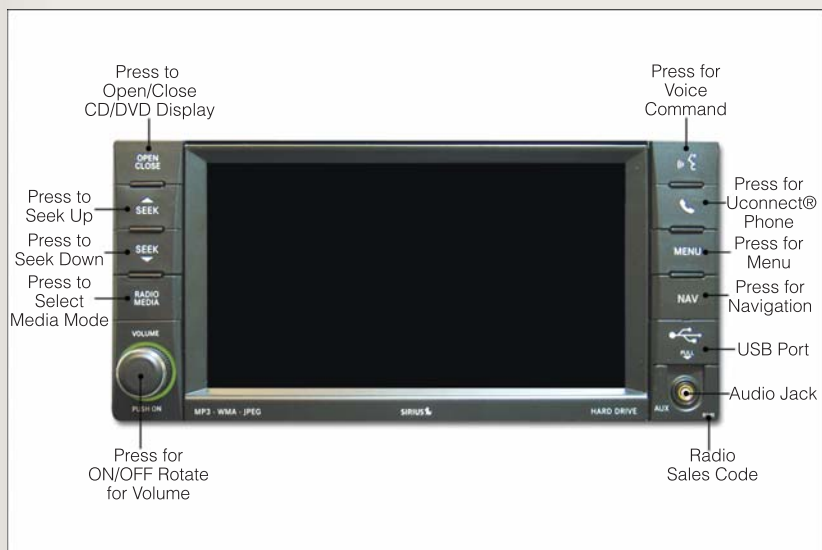 Press to
Open/Close
CD/DVD Display
Press for
Voice
Command
OPEN
CLOSE
Press to
Seek Up
SEEK
Press for
Uconnect®
Phone
Press to
Seek Down
SEEK
MENU
Press for
Menu
Press to
Select
Media Mode
RADIO
MEDIA
NAV
Press for
Navigation
VOLUME
PULL
USB Port
PUSH ON
MP3 - WMA - JPEG
SIRIUS
HARD DRIVE
AUX
Audio Jack
Press for
ON/OFF Rotate
for Volume
Radio
Sales Code